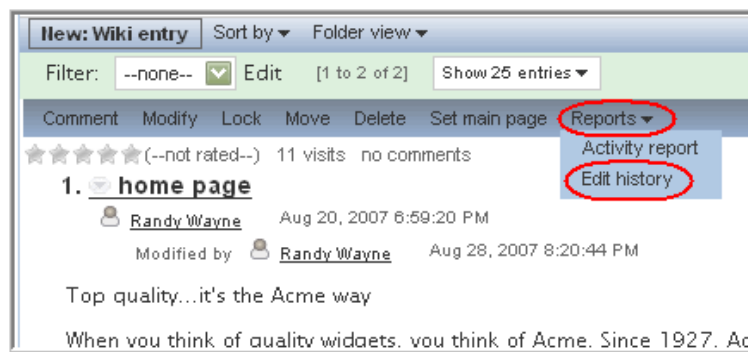 New: Wiki entry Sort by Folder view
Filter: --none-- Edit [1 to 2 of 2] Show 25 entries
Comment Modify Lock Move Delete Set main page Reports
Activity report
(--not rated--) 11 visits no comments
Edit history
1. home page
Randy Wayne Aug 20, 2007 6:59:20 PM
Modified by Randy Wayne Aug 28, 2007 8:20:44 PM
Top quality...it's the Acme way
When you think of quality widgets, you think of Acme. Since 1927,